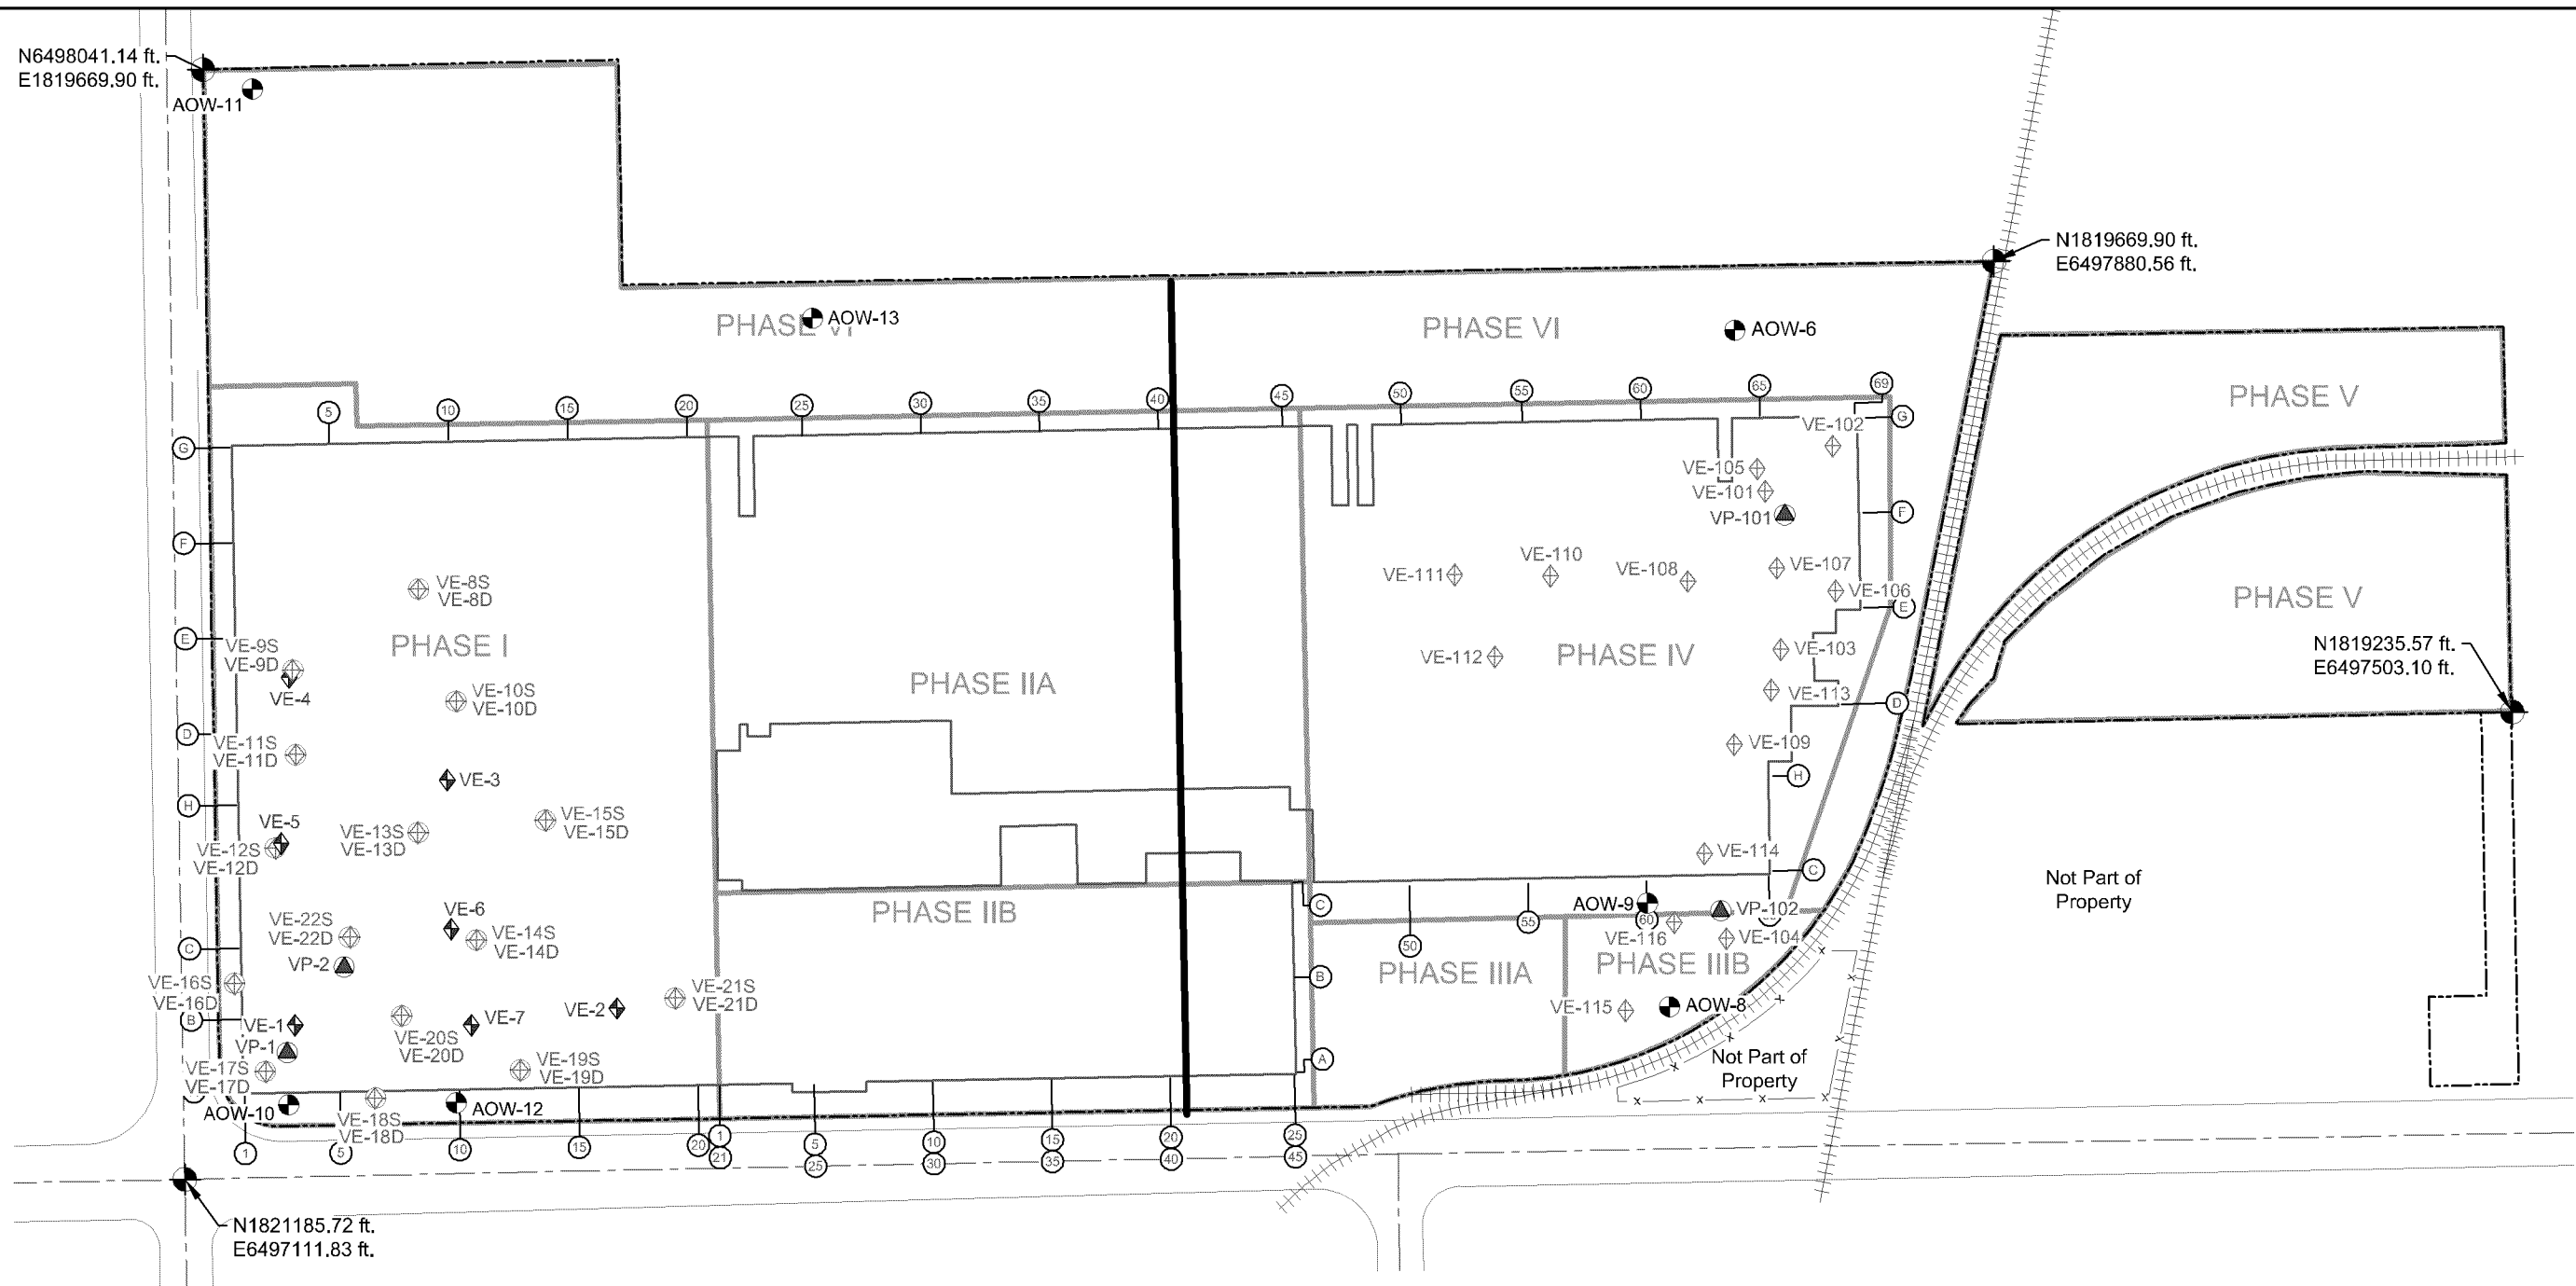 N6498041.14 ft.
E1819669.90 ft.
AOW-11
N1819669.90 ft.
E6497880.56 ft.
PHASE VI
AOW-13
PHASE VI
AOW-6
PHASE V
5
10
15
20
25
30
35
40
45
50
55
60
65
69
G
G
VE-102
VE-105
VE-101
VP-101
F
F
VE-8S
VE-8D
VE-111
VE-110
VE-108
VE-107
VE-106
E
PHASE V
E
PHASE I
VE-9S
VE-9D
VE-4
VE-10S
VE-10D
PHASE IIA
VE-112
PHASE IV
VE-103
VE-113
D
N1819235.57 ft.
E6497503.10 ft.
D
VE-11S
VE-11D
VE-3
VE-109
H
H
VE-5
VE-12S
VE-12D
VE-13S
VE-13D
VE-15S
VE-15D
VE-114
C
Not Part of
Property
VE-22S
VE-22D
VP-2
VE-6
VE-14S
VE-14D
PHASE IIB
C
AOW-9
VP-102
50
55
60
VE-116
VE-104
C
VE-16S
VE-16D
PHASE IIIA
PHASE IIIB
B
B
VE-1
VP-1
VE-20S
VE-20D
VE-7
VE-2
VE-21S
VE-21D
VE-115
AOW-8
VE-17S
VE-17D
VE-19S
VE-19D
A
Not Part of
Property
AOW-10
VE-18S
VE-18D
AOW-12
1
5
10
15
20
1
21
5
25
10
30
15
35
20
40
25
45
N1821185.72 ft.
E6497111.83 ft.